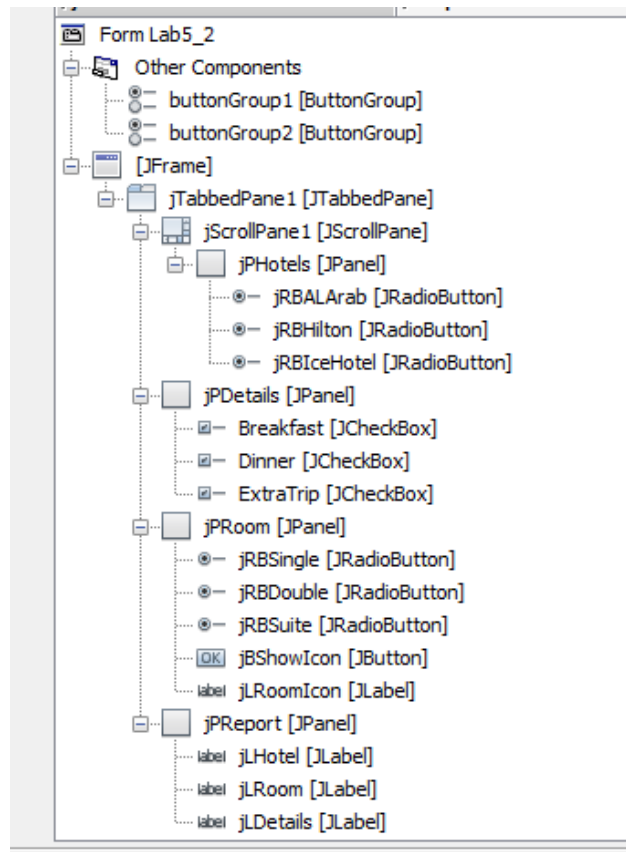 Form Lab5_2
Other Components
buttonGroup1 [ButtonGroup]
buttonGroup2 [ButtonGroup]
[JFrame]
jTabbedPane1 [JTabbedPane]
jScrollPane1 [JScrollPane]
jPHotels [JPanel]
jRBALArab [JRadioButton]
jRBHilton [JRadioButton]
jRBIceHotel [JRadioButton]
jPDetails [JPanel]
Breakfast [JCheckBox]
Dinner [JCheckBox]
ExtraTrip [JCheckBox]
jPRoom [JPanel]
jRBSingle [JRadioButton]
jRBDouble [JRadioButton]
jRBSuite [JRadioButton]
OK jBShowIcon [JButton]
label jLRoomIcon [JLabel]
jPReport [JPanel]
label jLHotel [JLabel]
label jLRoom [JLabel]
label jLDetails [JLabel]